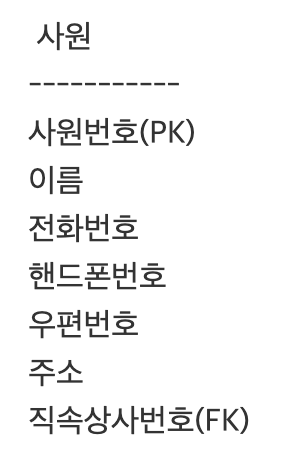 사원
-----------
사원번호(PK)
이름
전화번호
핸드폰번호
우편번호
주소
직속상사번호(FK)